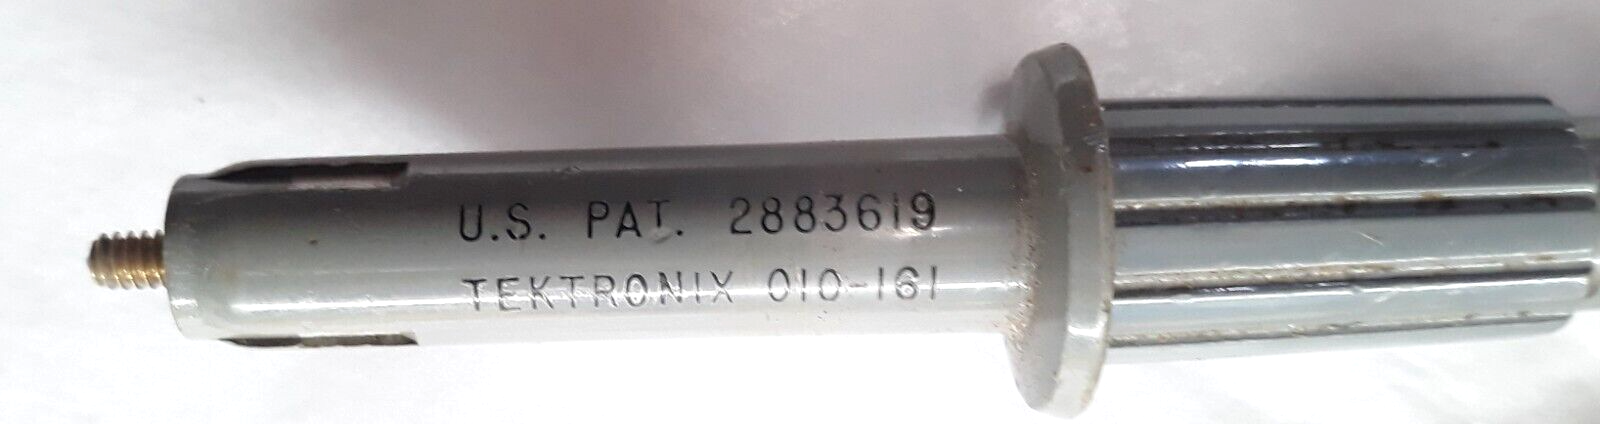 U.S. PAT. 2883619
TEKTRONIX 010-161